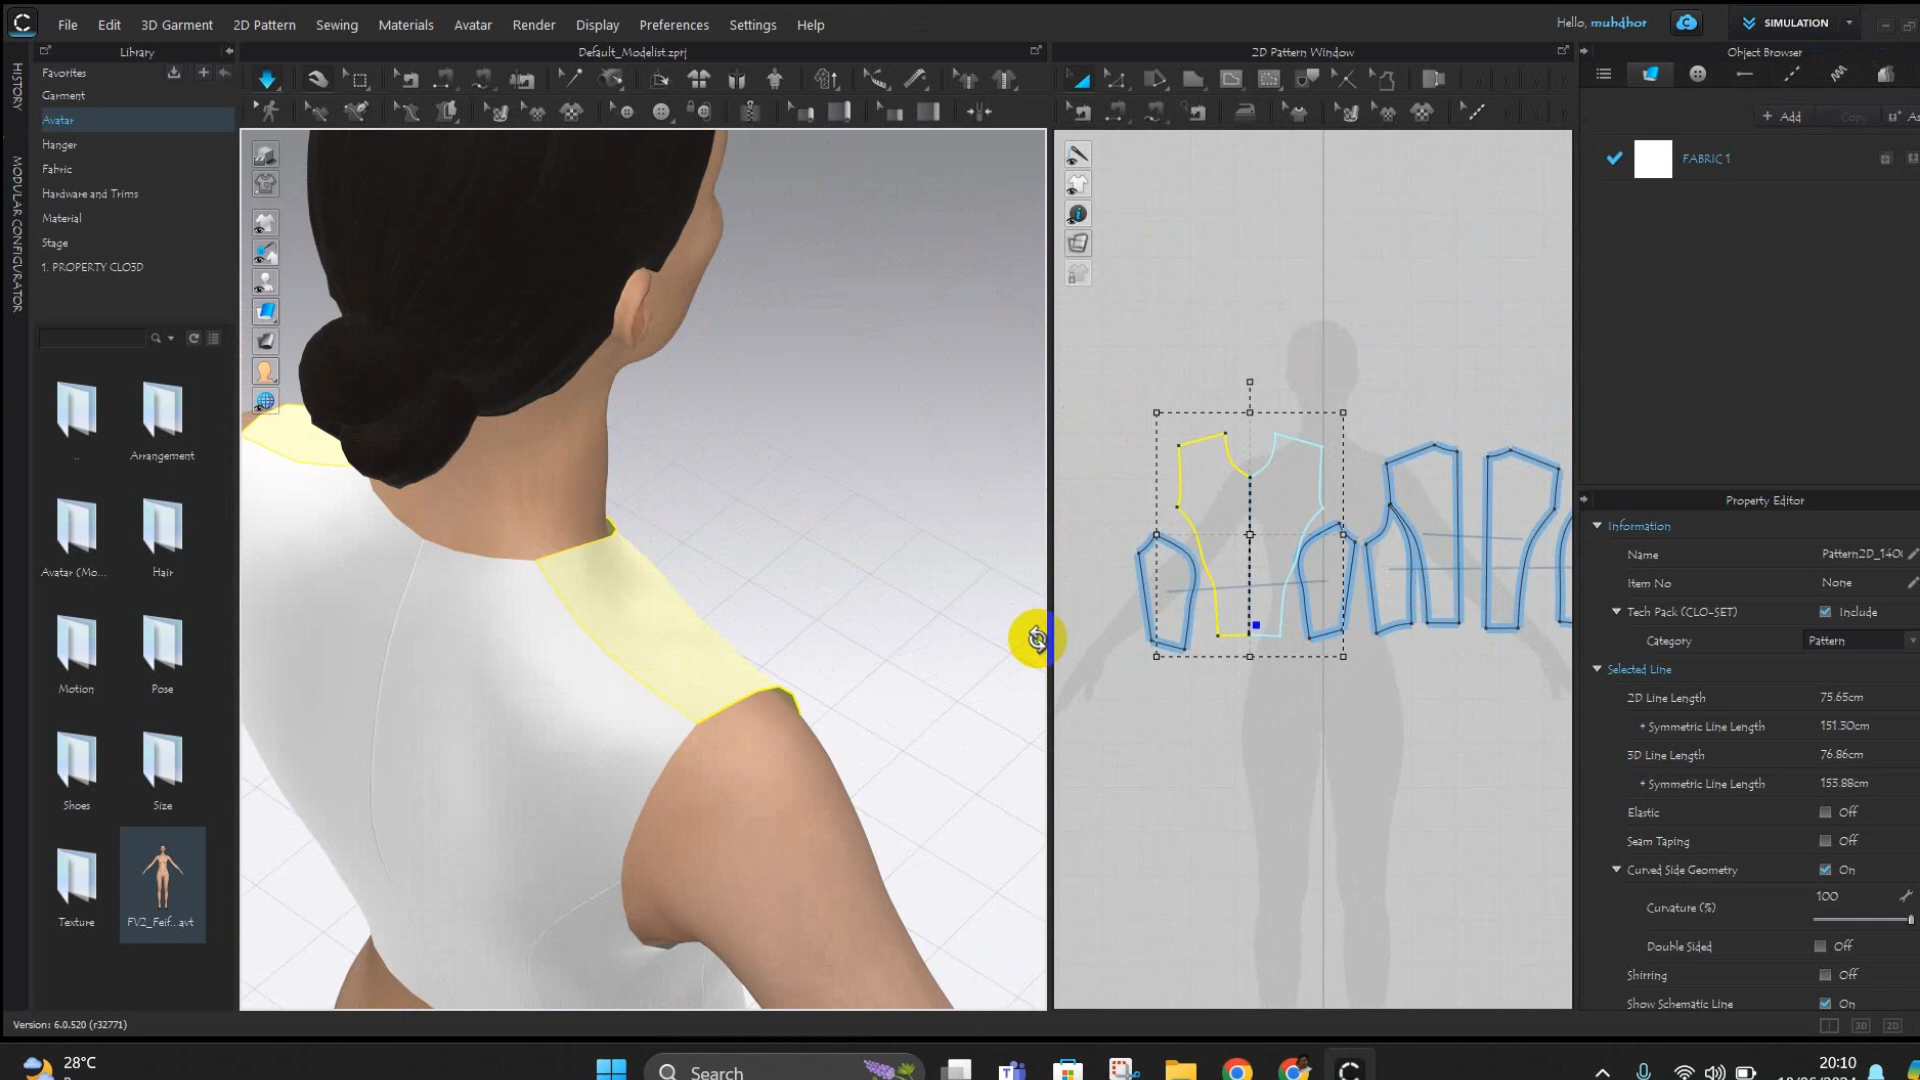 File Edit 3D Garment 2D Pattern Sewing Materials Avatar Render Display Preferences Settings Help
Hello, muhdhor SIMULATION
HISTORY
MODULAR CONFIGURATOR
Library
Favorites
Garment
Avatar
Hanger
Fabric
Hardware and Trims
Material
Stage
1. PROPERTY CLO3D
..
Arrangement
Avatar (Mo...
Hair
Motion
Pose
Shoes
Size
Texture
FV2_Feif...avt
Default_Modelist.zprj
2D Pattern Window
Object Browser
+ Add Copy As
FABRIC 1
Property Editor
Information
Name Pattern2D_140
Item No None
Tech Pack (CLO-SET) Include
Category Pattern
Selected Line
2D Line Length 75.65cm
+ Symmetric Line Length 151.30cm
3D Line Length 76.86cm
+ Symmetric Line Length 153.88cm
Elastic Off
Seam Taping Off
Curved Side Geometry On
Curvature (%) 100
Double Sided Off
Shirring Off
Show Schematic Line On
3D 2D
Version: 6.0.520 (r32771)
28°C
Search
20:10